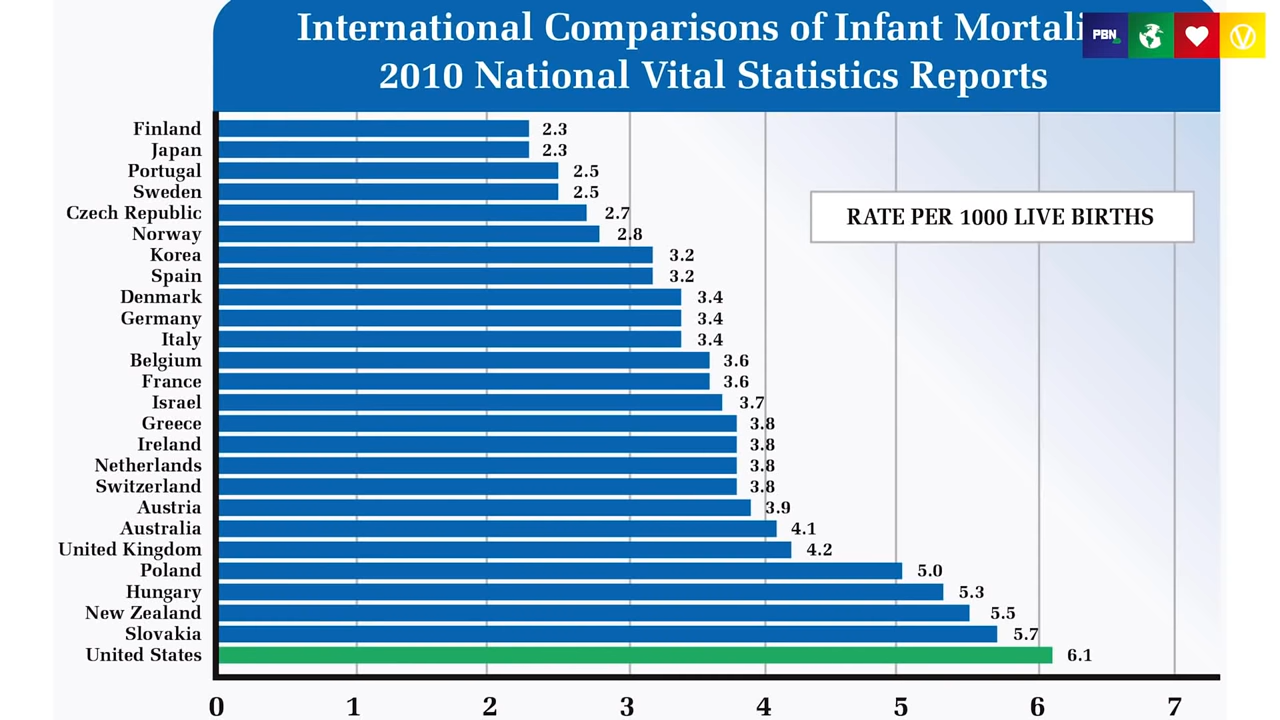 International Comparisons of Infant
2010 National Vital Statistics Reports
PBN
Finland 2.3
Japan 2.3
Portugal 2.5
Sweden 2.5
Czech Republic 2.7
Norway 2.8
Korea 3.2
Spain 3.2
Denmark 3.4
Germany 3.4
Italy 3.4
Belgium 3.6
France 3.6
Israel 3.7
Greece 3.8
Ireland 3.8
Netherlands 3.8
Switzerland 3.8
Austria 3.9
Australia 4.1
United Kingdom 4.2
Poland 5.0
Hungary 5.3
New Zealand 5.5
Slovakia 5.7
United States 6.1
RATE PER 1000 LIVE BIRTHS
0 1 2 3 4 5 6 7